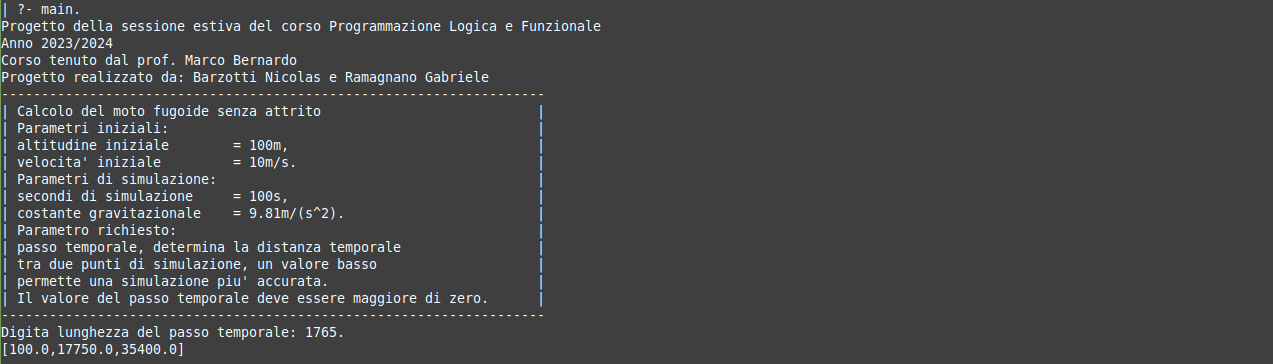 | ?- main.
Progetto della sessione estiva del corso Programmazione Logica e Funzionale
Anno 2023/2024
Corso tenuto dal prof. Marco Bernardo
Progetto realizzato da: Barzotti Nicolas e Ramagnano Gabriele
--------------------------------------------------------------------
| Calcolo del moto fugoide senza attrito                           |
| Parametri iniziali:                                              |
| altitudine iniziale        = 100m,                               |
| velocita' iniziale         = 10m/s.                              |
| Parametri di simulazione:                                        |
| secondi di simulazione     = 100s,                               |
| costante gravitazionale    = 9.81m/(s^2).                        |
| Parametro richiesto:                                             |
| passo temporale, determina la distanza temporale                 |
| tra due punti di simulazione, un valore basso                    |
| permette una simulazione piu' accurata.                          |
| Il valore del passo temporale deve essere maggiore di zero.      |
--------------------------------------------------------------------
Digita lunghezza del passo temporale: 1765.
[100.0,17750.0,35400.0]